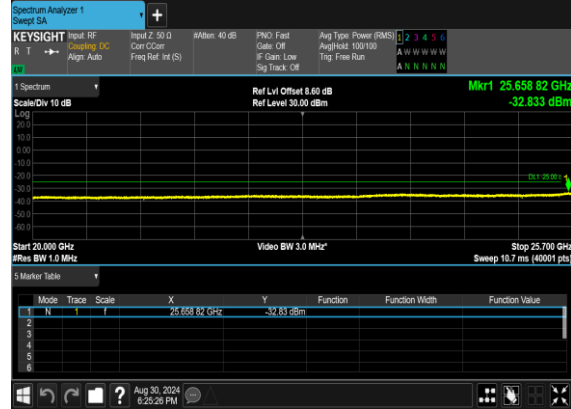 Spectrum Analyzer 1
Swept SA
+
KEYSIGHT Input: RF Input Z: 50 Ω #Atten: 40 dB PNO: Fast Avg Type: Power (RMS) 1 2 3 4 5 6
R T Coupling: DC Corr CCorr Gate: Off Avg|Hold: 100/100 A W W W W W
Align: Auto Freq Ref: Int (S) IF Gain: Low Trig: Free Run
Sig Track: Off A N N N N N
1 Spectrum Ref Lvl Offset 8.60 dB Mkr1 25.658 82 GHz
Scale/Div 10 dB Ref Level 30.00 dBm -32.833 dBm
Log
20.0
10.0
0.00
-10.0
-20.0
DL1 -25.00
1
-30.0
-40.0
-50.0
-60.0
Start 20.000 GHz Video BW 3.0 MHz* Stop 25.700 GHz
#Res BW 1.0 MHz Sweep 10.7 ms (40001 pts)
5 Marker Table
Mode Trace Scale X Y Function Function Width Function Value
1 N 1 f 25.658 82 GHz -32.83 dBm
2
3
4
5
6
? Aug 30, 2024
6:25:26 PM